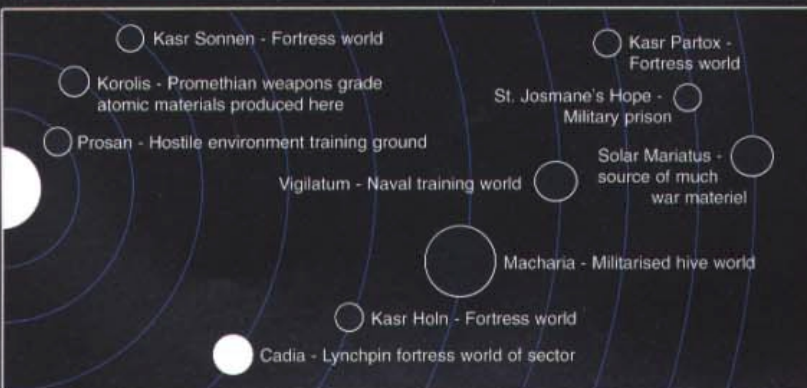 Kasr Sonnen - Fortress world
Korolis - Promethian weapons grade
atomic materials produced here
Prosan - Hostile environment training ground
Kasr Partox -
Fortress world
St. Josmane's Hope -
Military prison
Solar Mariatus -
source of much
war materiel
Vigilatum - Naval training world
Macharia - Militarised hive world
Kasr Holn - Fortress world
Cadia - Lynchpin fortress world of sector